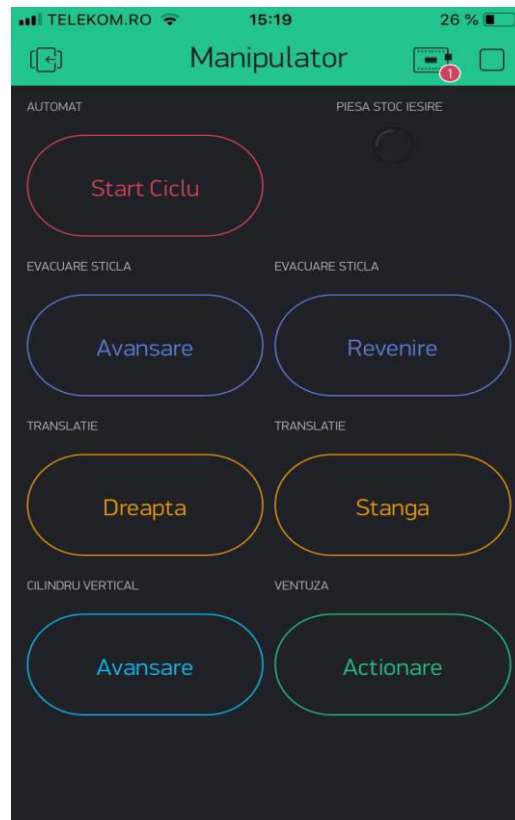 TELEKOM.RO 15:19 26 %
Manipulator
1
AUTOMAT PIESA STOC IESIRE
Start Ciclu
EVACUARE STICLA EVACUARE STICLA
Avansare Revenire
TRANSLATIE TRANSLATIE
Dreapta Stanga
CILINDRU VERTICAL VENTUZA
Avansare Actionare